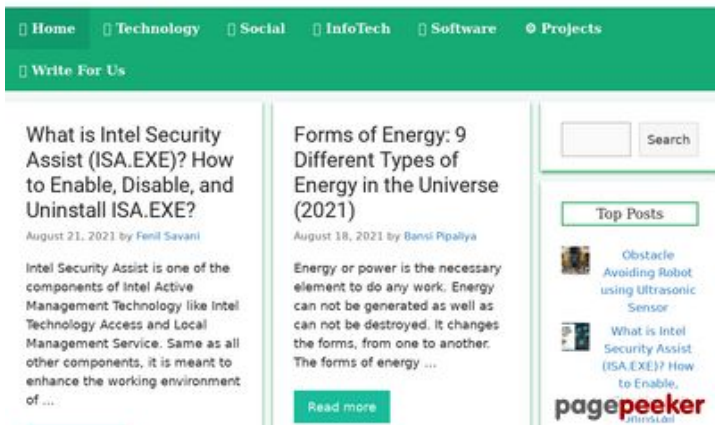 Home Technology Social InfoTech Software Projects
Write For Us
What is Intel Security
Assist (ISA.EXE)? How
to Enable, Disable, and
Uninstall ISA.EXE?
August 21, 2021 by Fenil Savani
Intel Security Assist is one of the
components of Intel Active
Management Technology like Intel
Technology Access and Local
Management Service. Same as all
other components, it is meant to
enhance the working environment
of ...
Forms of Energy: 9
Different Types of
Energy in the Universe
(2021)
August 18, 2021 by Bansi Pipaliya
Energy or power is the necessary
element to do any work. Energy
can not be generated as well as
can not be destroyed. It changes
the forms, from one to another.
The forms of energy ...
Read more
Search
Top Posts
Obstacle
Avoiding Robot
using Ultrasonic
Sensor
What is Intel
Security Assist
(ISA.EXE)? How
to Enable,
pagepeeker